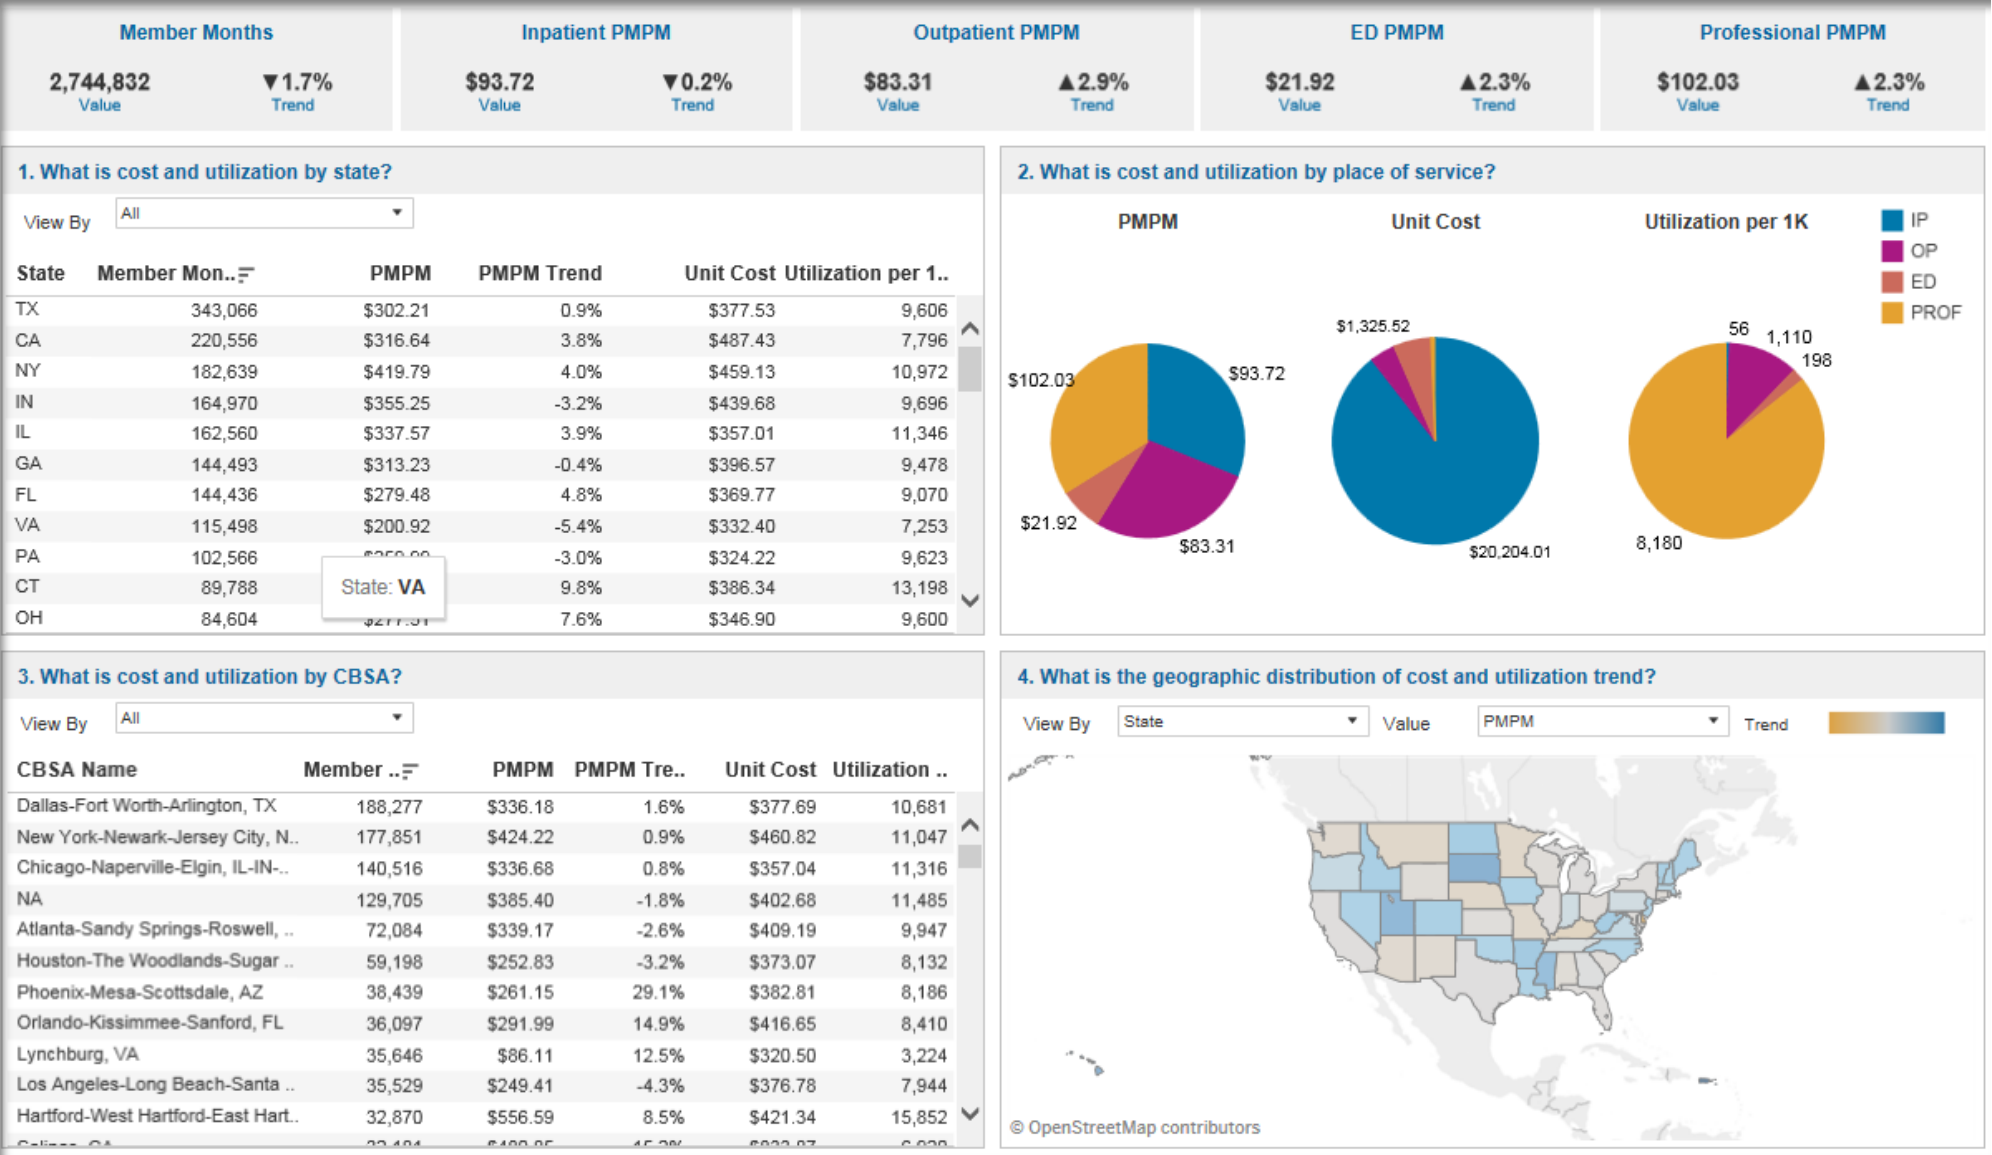 Member Months
2,744,832 ▼1.7%
Value Trend
Inpatient PMPM
$93.72 ▼0.2%
Value Trend
Outpatient PMPM
$83.31 ▲2.9%
Value Trend
ED PMPM
$21.92 ▲2.3%
Value Trend
Professional PMPM
$102.03 ▲2.3%
Value Trend
1. What is cost and utilization by state?
View By All
State Member Mon.. PMPM PMPM Trend Unit Cost Utilization per 1..
TX 343,066 $302.21 0.9% $377.53 9,606
CA 220,556 $316.64 3.8% $487.43 7,796
NY 182,639 $419.79 4.0% $459.13 10,972
IN 164,970 $355.25 -3.2% $439.68 9,696
IL 162,560 $337.57 3.9% $357.01 11,346
GA 144,493 $313.23 -0.4% $396.57 9,478
FL 144,436 $279.48 4.8% $369.77 9,070
VA 115,498 $200.92 -5.4% $332.40 7,253
PA 102,566 -3.0% $324.22 9,623
CT 89,788 9.8% $386.34 13,198
OH 84,604 7.6% $346.90 9,600
State: VA
2. What is cost and utilization by place of service?
PMPM
$93.72
$83.31
$21.92
$102.03
Unit Cost
$1,325.52
$20,204.01
Utilization per 1K
56
1,110
198
8,180
IP
OP
ED
PROF
3. What is cost and utilization by CBSA?
View By All
CBSA Name Member .. PMPM PMPM Tre.. Unit Cost Utilization ..
Dallas-Fort Worth-Arlington, TX 188,277 $336.18 1.6% $377.69 10,681
New York-Newark-Jersey City, N.. 177,851 $424.22 0.9% $460.82 11,047
Chicago-Naperville-Elgin, IL-IN-.. 140,516 $336.68 0.8% $357.04 11,316
NA 129,705 $385.40 -1.8% $402.68 11,485
Atlanta-Sandy Springs-Roswell, .. 72,084 $339.17 -2.6% $409.19 9,947
Houston-The Woodlands-Sugar .. 59,198 $252.83 -3.2% $373.07 8,132
Phoenix-Mesa-Scottsdale, AZ 38,439 $261.15 29.1% $382.81 8,186
Orlando-Kissimmee-Sanford, FL 36,097 $291.99 14.9% $416.65 8,410
Lynchburg, VA 35,646 $86.11 12.5% $320.50 3,224
Los Angeles-Long Beach-Santa .. 35,529 $249.41 -4.3% $376.78 7,944
Hartford-West Hartford-East Hart.. 32,870 $556.59 8.5% $421.34 15,852
4. What is the geographic distribution of cost and utilization trend?
View By State Value PMPM Trend
© OpenStreetMap contributors